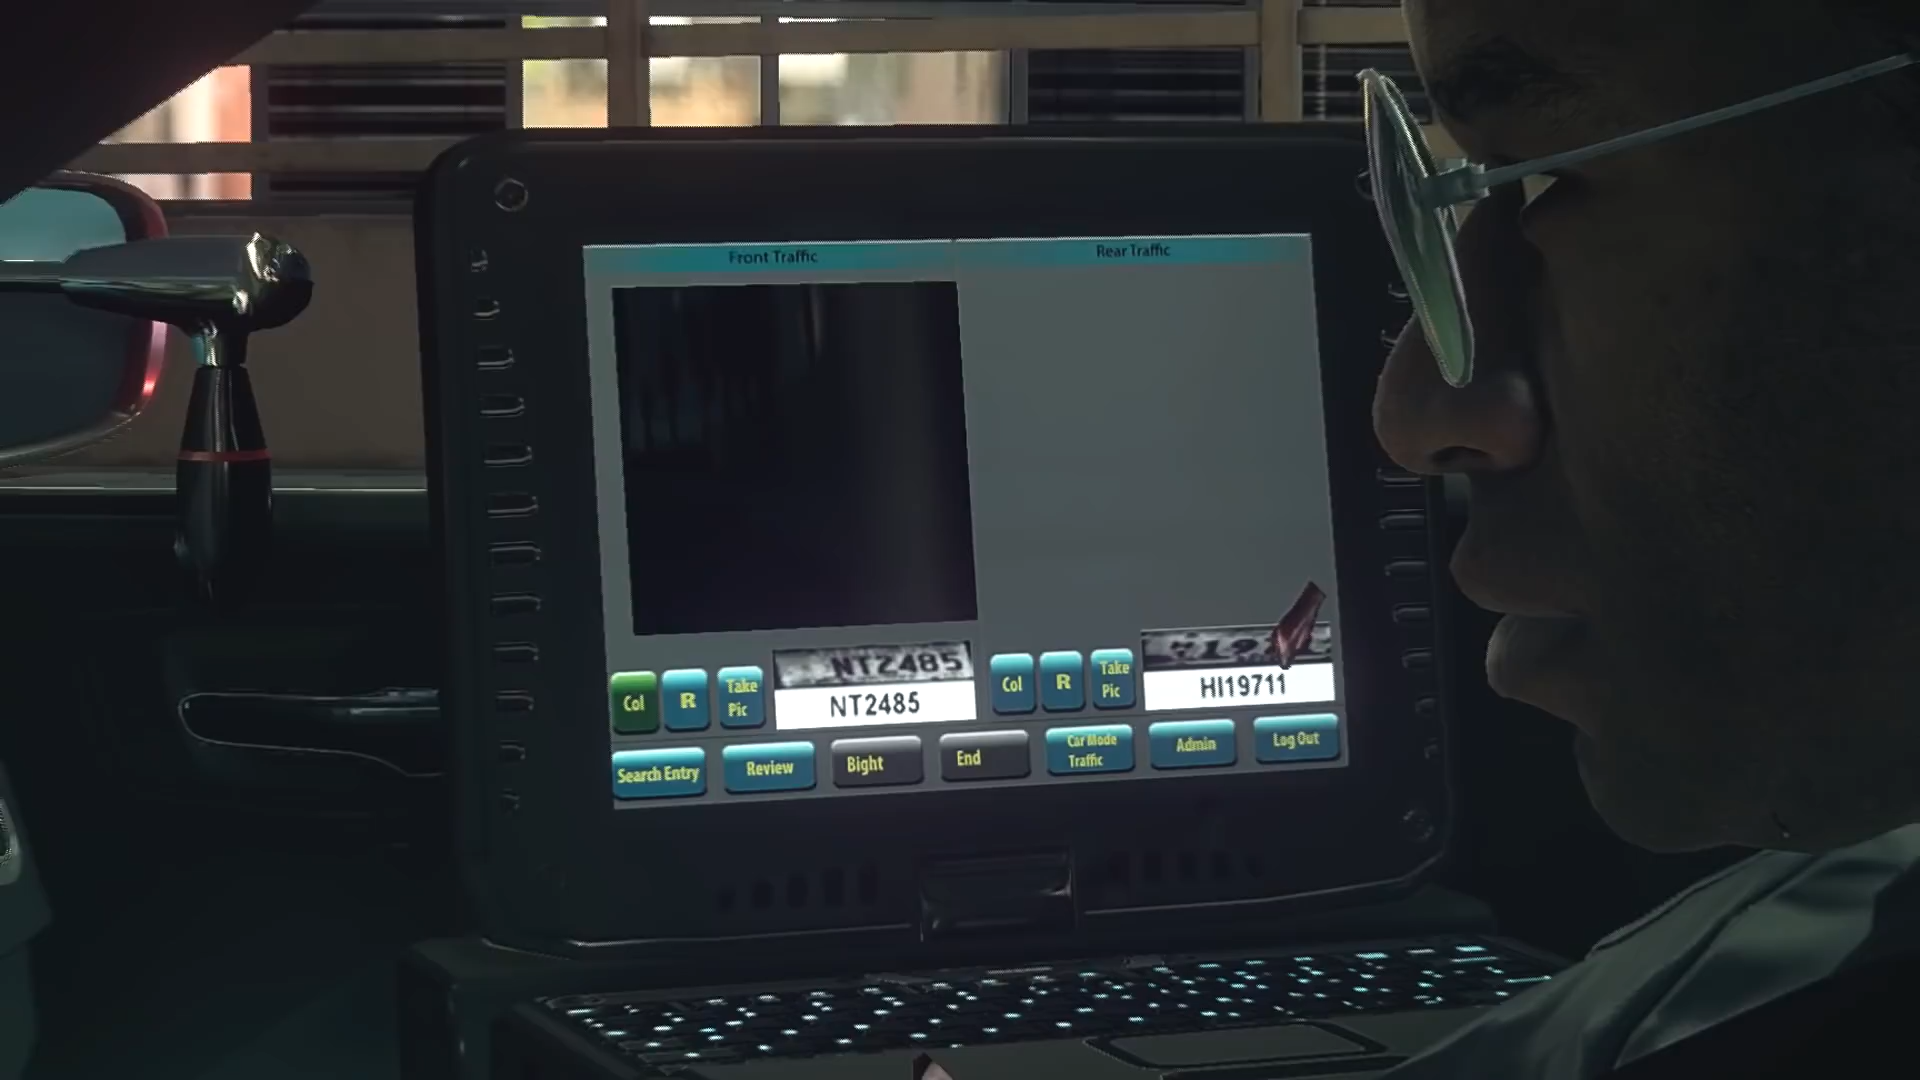 Front Traffic
Rear Traffic
NT2485
Col
R
Take
Pic
NT2485
Col
R
Take
Pic
HI19711
Search Entry
Review
Bight
End
Car Mode
Traffic
Admin
Log Out